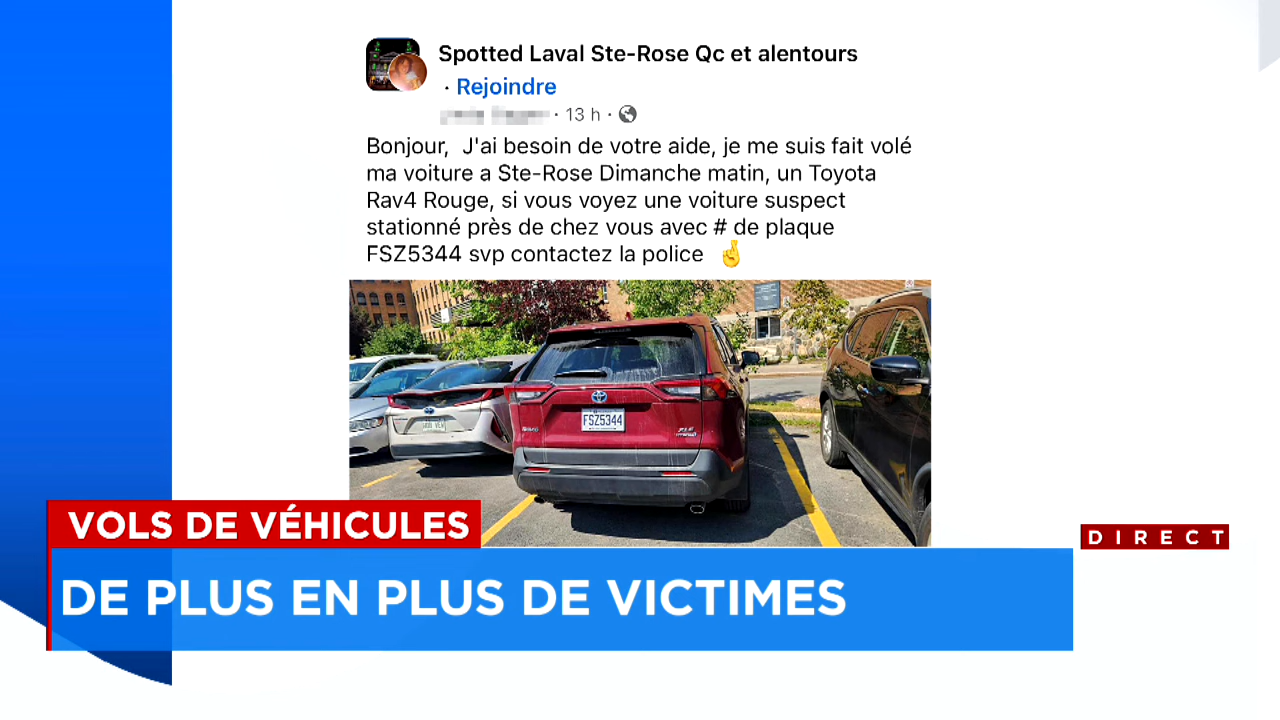 Spotted Laval Ste-Rose Qc et alentours
· Rejoindre
· 13 h ·
Bonjour, J'ai besoin de votre aide, je me suis fait volé
ma voiture a Ste-Rose Dimanche matin, un Toyota
Rav4 Rouge, si vous voyez une voiture suspect
stationné près de chez vous avec # de plaque
FSZ5344 svp contactez la police 🤞
FSZ5344
XLE
VOLS DE VÉHICULES
DIRECT
DE PLUS EN PLUS DE VICTIMES